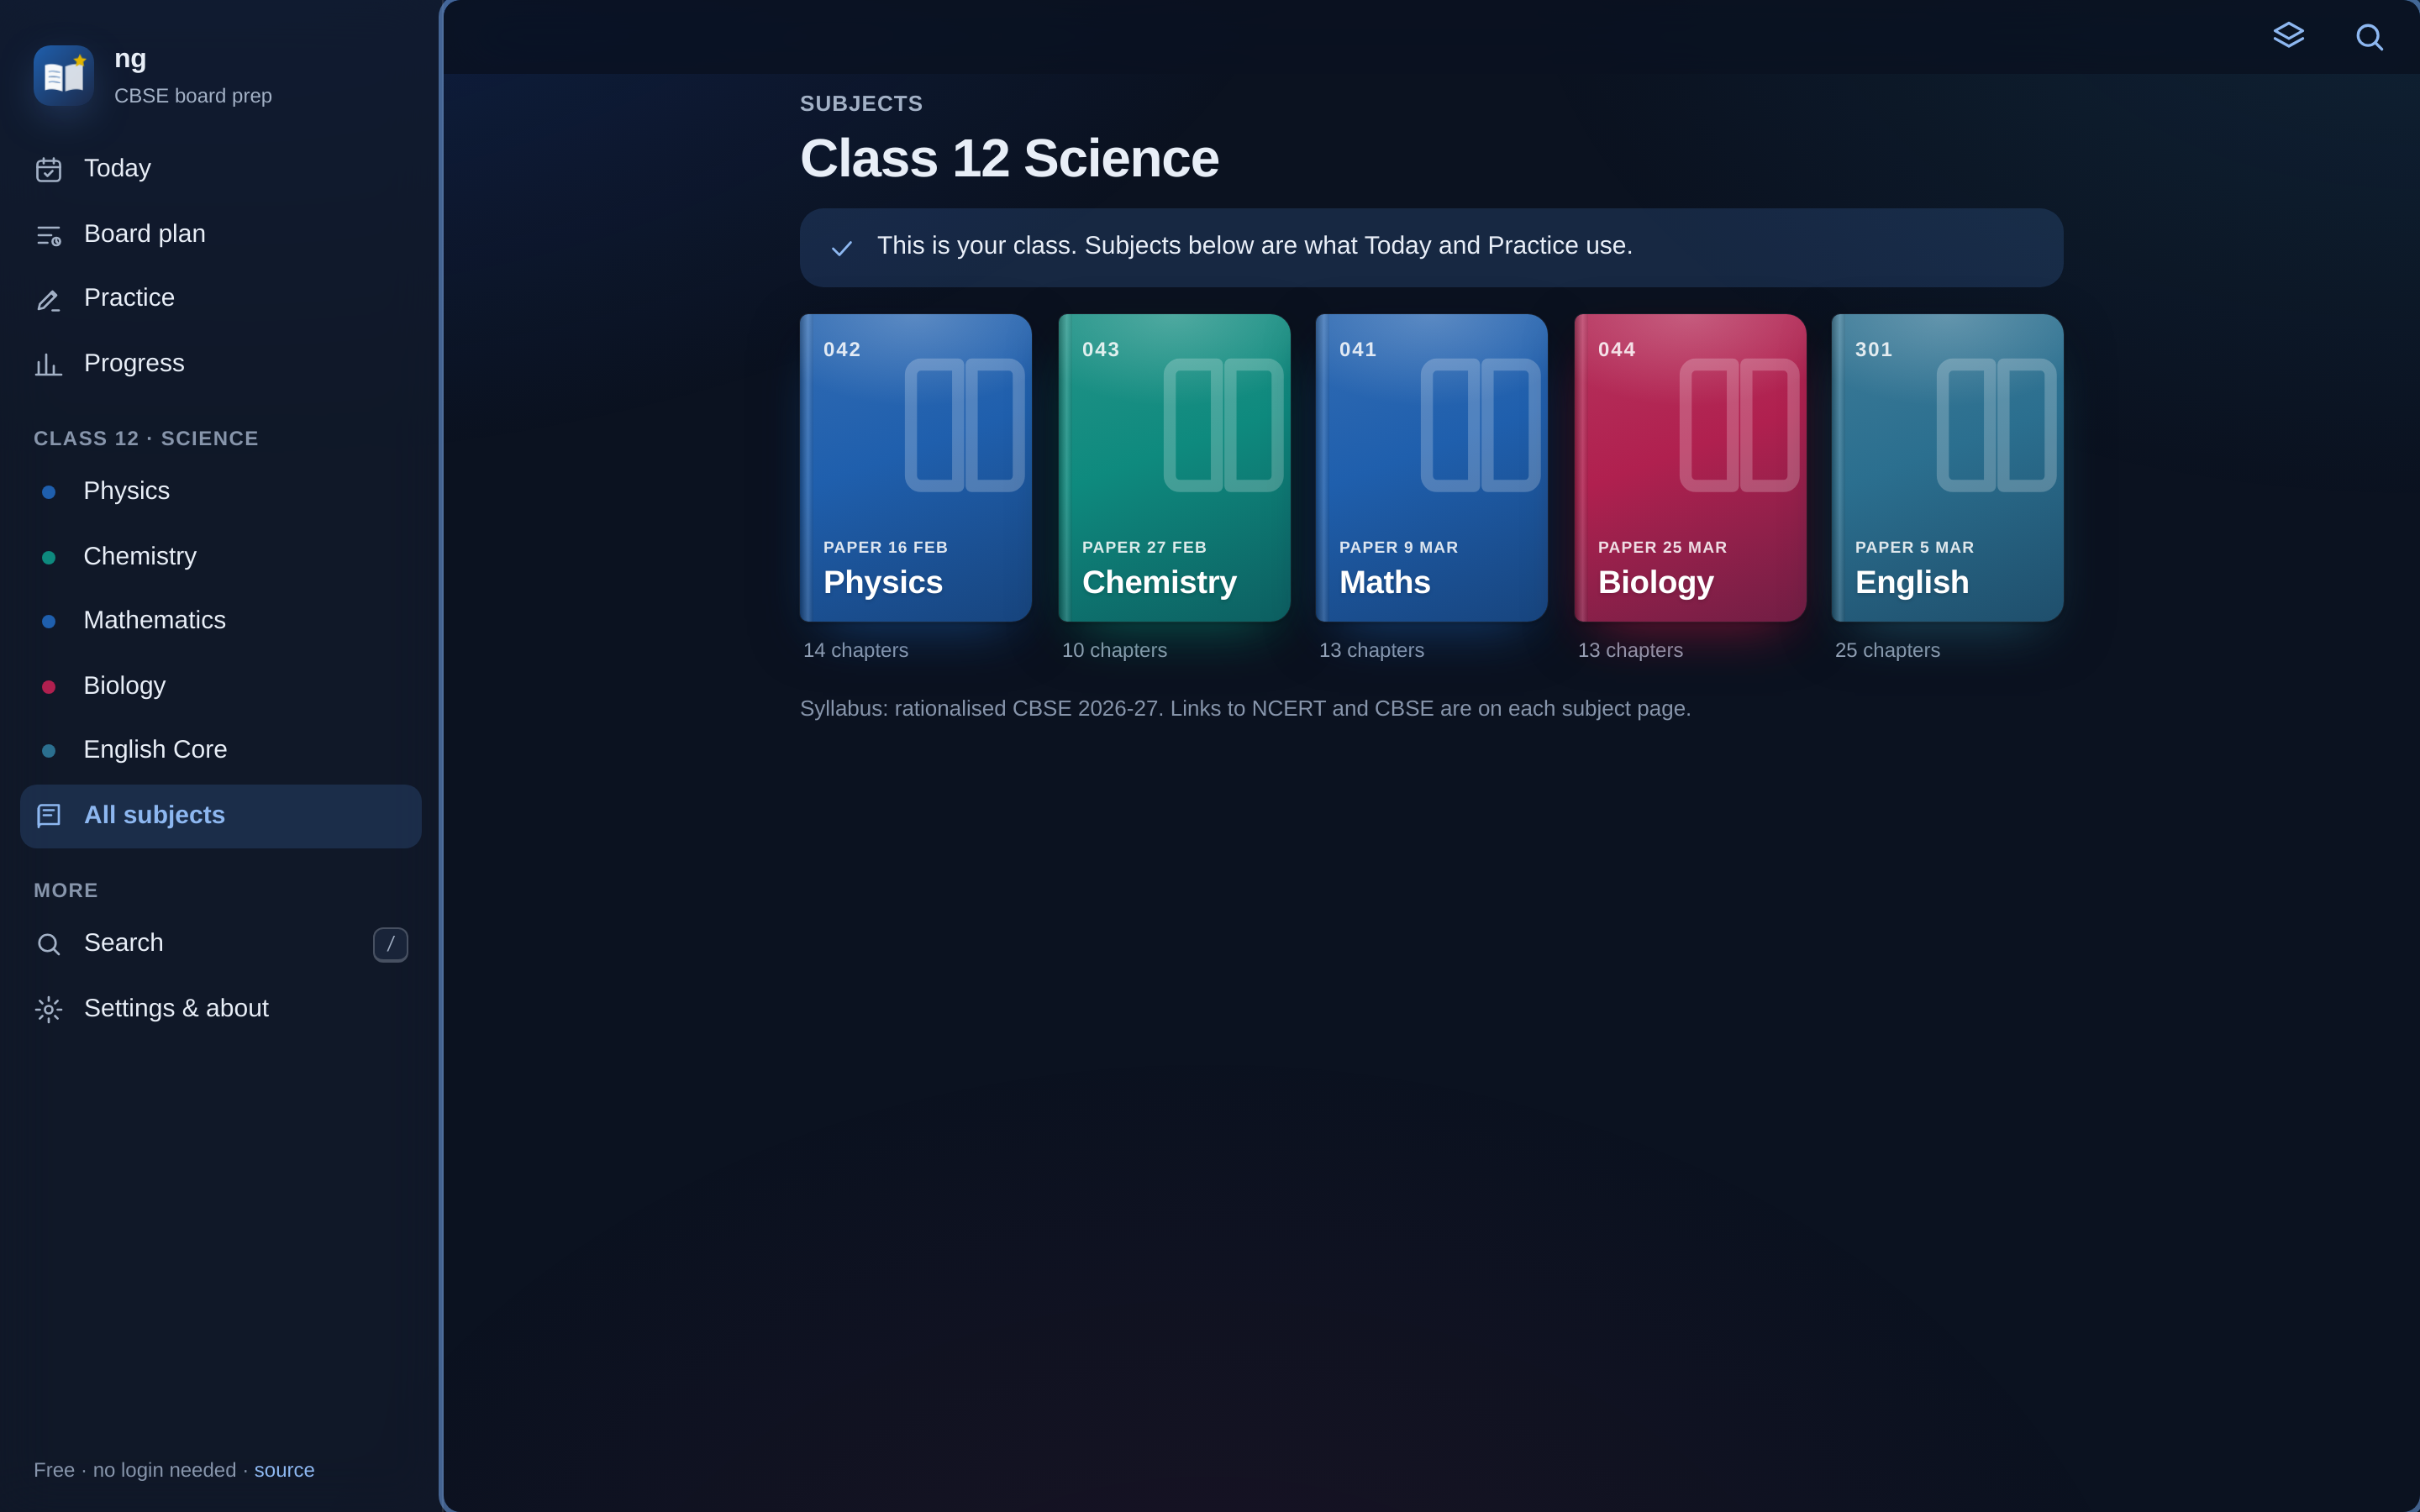 ng
CBSE board prep
Today
Board plan
Practice
Progress
CLASS 12 · SCIENCE
Physics
Chemistry
Mathematics
Biology
English Core
All subjects
MORE
Search /
Settings & about
Free · no login needed · source
SUBJECTS
Class 12 Science
This is your class. Subjects below are what Today and Practice use.
042
PAPER 16 FEB
Physics
14 chapters
043
PAPER 27 FEB
Chemistry
10 chapters
041
PAPER 9 MAR
Maths
13 chapters
044
PAPER 25 MAR
Biology
13 chapters
301
PAPER 5 MAR
English
25 chapters
Syllabus: rationalised CBSE 2026-27. Links to NCERT and CBSE are on each subject page.